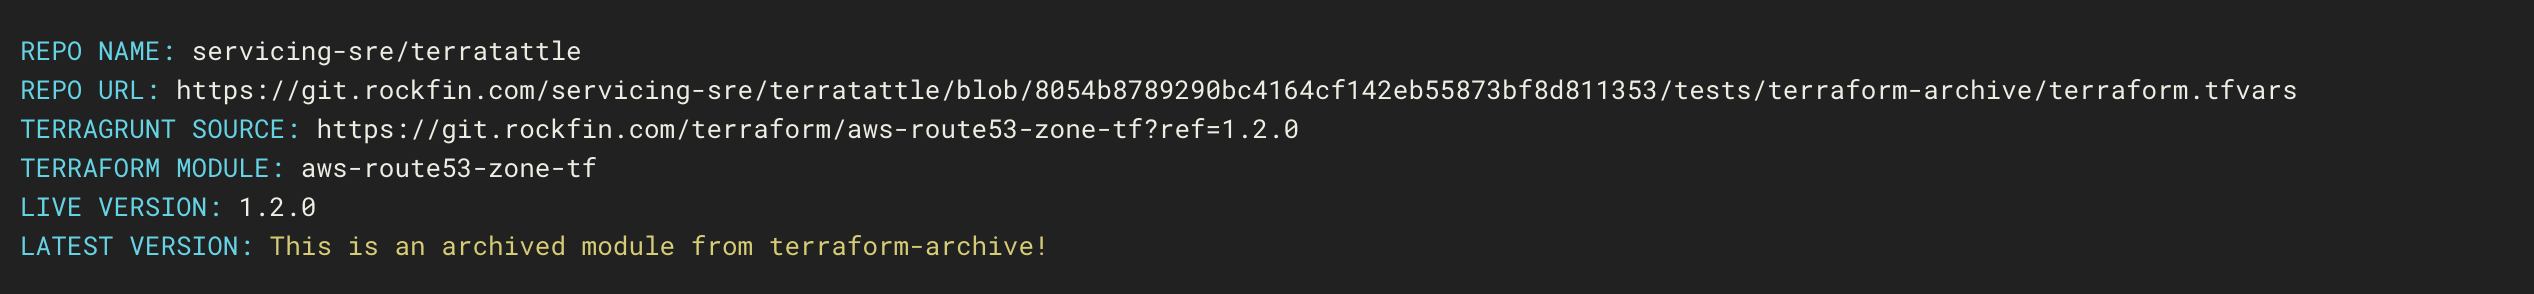 REPO NAME: servicing-sre/terratattle
REPO URL: https://git.rockfin.com/servicing-sre/terratattle/blob/8054b8789290bc4164cf142eb55873bf8d811353/tests/terraform-archive/terraform.tfvars
TERRAGRUNT SOURCE: https://git.rockfin.com/terraform/aws-route53-zone-tf?ref=1.2.0
TERRAFORM MODULE: aws-route53-zone-tf
LIVE VERSION: 1.2.0
LATEST VERSION: This is an archived module from terraform-archive!